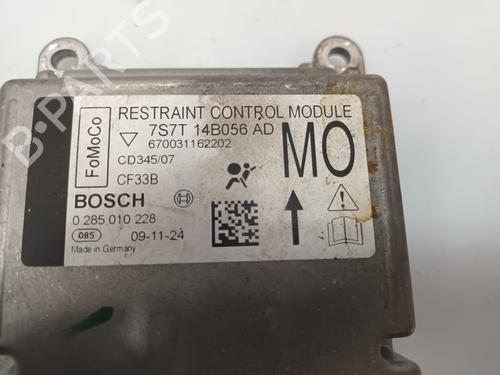 B-PARTS
FoMoCo
RESTRAINT CONTROL MODULE
7S7T 14B056 AD
670031162202
CD345/07
CF33B
MO
BOSCH
0 285 010 228
085
09-11-24
Made in Germany